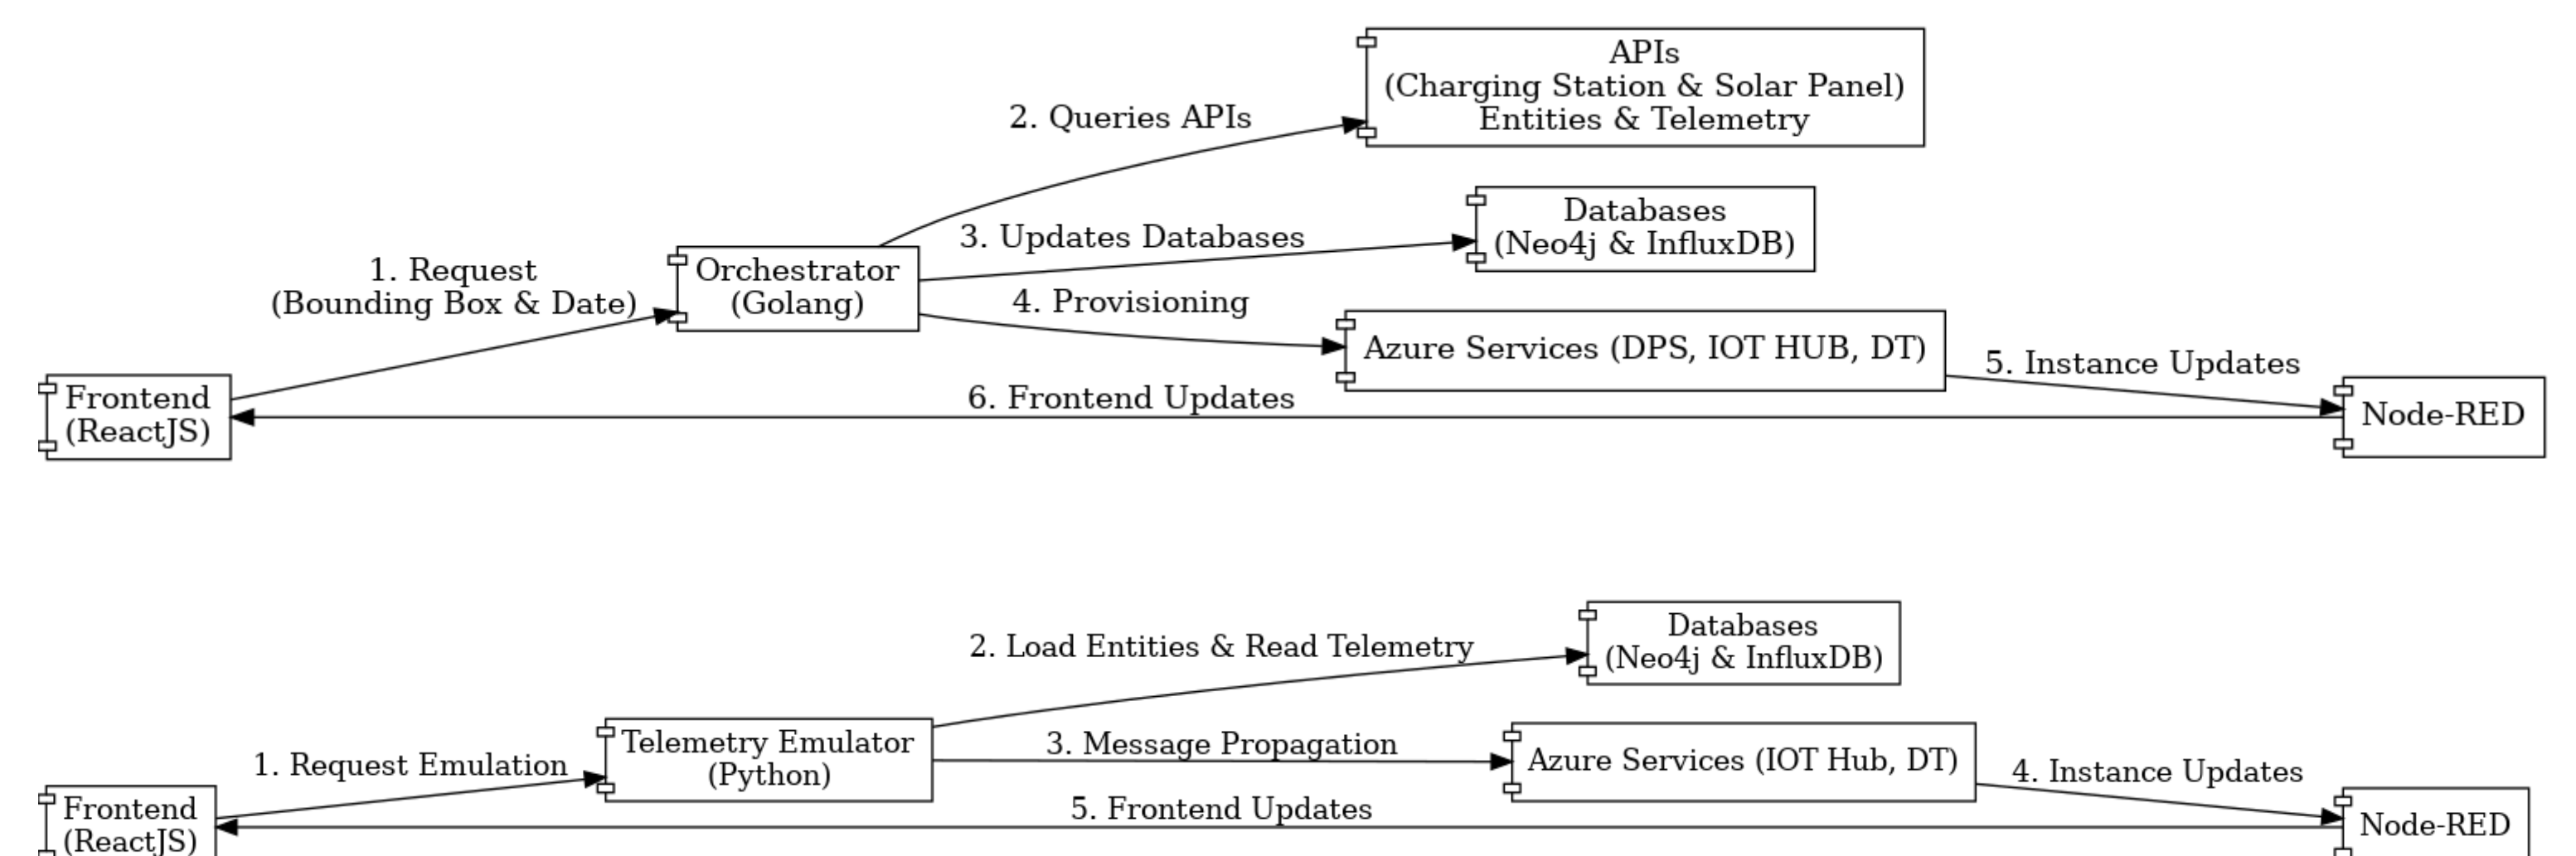 APIs
(Charging Station & Solar Panel)
Entities & Telemetry
2. Queries APIs
Databases
(Neo4j & InfluxDB)
3. Updates Databases
1. Request
(Bounding Box & Date)
Orchestrator
(Golang)
4. Provisioning
Azure Services (DPS, IOT HUB, DT)
5. Instance Updates
Frontend
(ReactJS)
6. Frontend Updates
Node-RED
Databases
(Neo4j & InfluxDB)
2. Load Entities & Read Telemetry
Telemetry Emulator
(Python)
3. Message Propagation
Azure Services (IOT Hub, DT)
1. Request Emulation
4. Instance Updates
Frontend
(ReactJS)
5. Frontend Updates
Node-RED